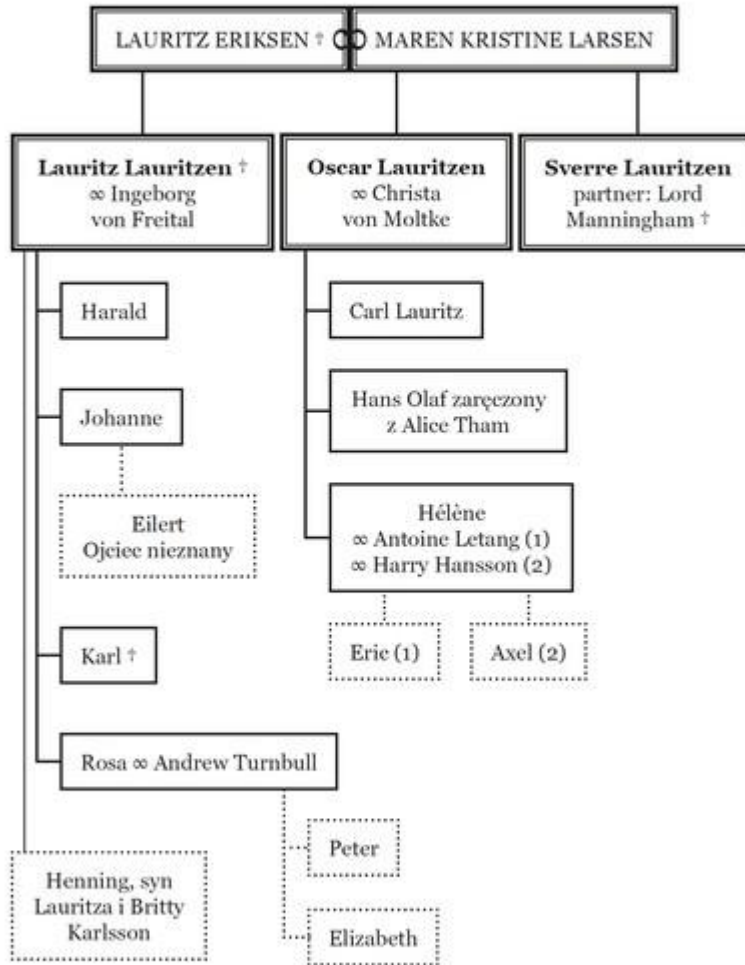 LAURITZ ERIKSEN † ∞ MAREN KRISTINE LARSEN
Lauritz Lauritzen †
∞ Ingeborg
von Freital
Oscar Lauritzen
∞ Christa
von Moltke
Sverre Lauritzen
partner: Lord
Manningham †
Harald
Johanne
Eilert
Ojciec nieznany
Karl †
Rosa ∞ Andrew Turnbull
Peter
Elizabeth
Henning, syn
Lauritza i Britty
Karlsson
Carl Lauritz
Hans Olaf zaręczony
z Alice Tham
Hélène
∞ Antoine Letang (1)
∞ Harry Hansson (2)
Eric (1)
Axel (2)